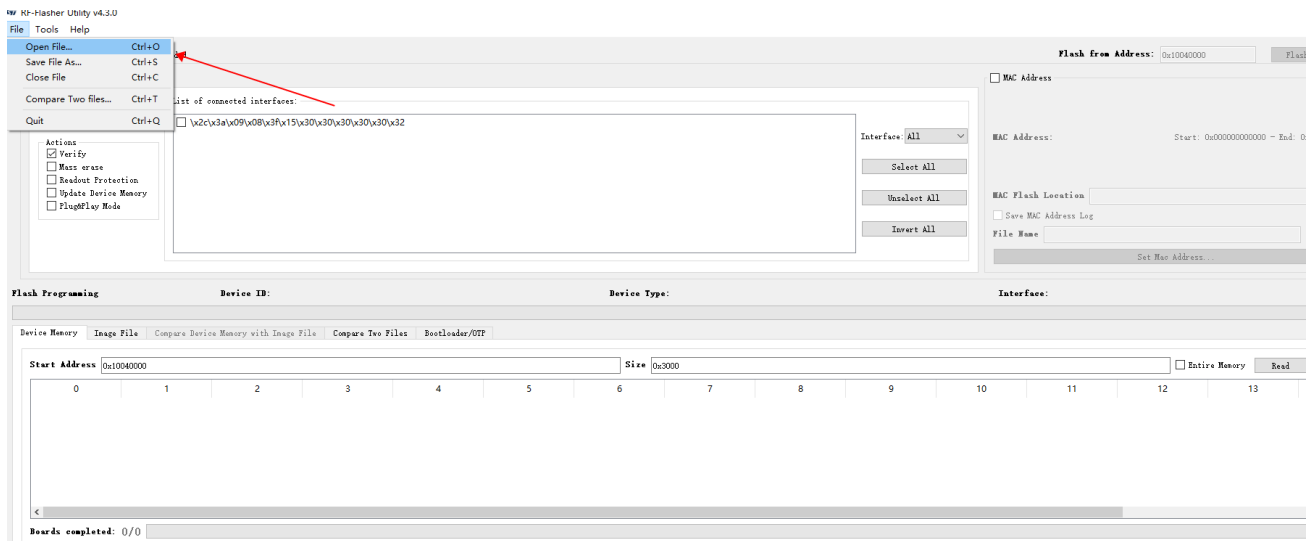 RF-Flasher Utility v4.3.0
File Tools Help
Open File... Ctrl+O
Save File As... Ctrl+S
Close File Ctrl+C
Compare Two files... Ctrl+T
Quit Ctrl+Q
Flash from Address: 0x10040000
MAC Address
List of connected interfaces:
\x2c\x3a\x09\x08\x3f\x15\x30\x30\x30\x30\x30\x32
Interface: All
Select All
Unselect All
Invert All
Actions
Verify
Mass erase
Readout Protection
Update Device Memory
Plug&Play Mode
MAC Address: Start: 0x000000000000 - End:
MAC Flash Location
Save MAC Address Log
File Name
Set Mac Address...
Flash Programming Device ID: Device Type: Interface:
Device Memory Image File Compare Device Memory with Image File Compare Two Files Bootloader/OTP
Start Address 0x10040000 Size 0x3000 Entire Memory Read
0 1 2 3 4 5 6 7 8 9 10 11 12 13
Boards completed: 0/0